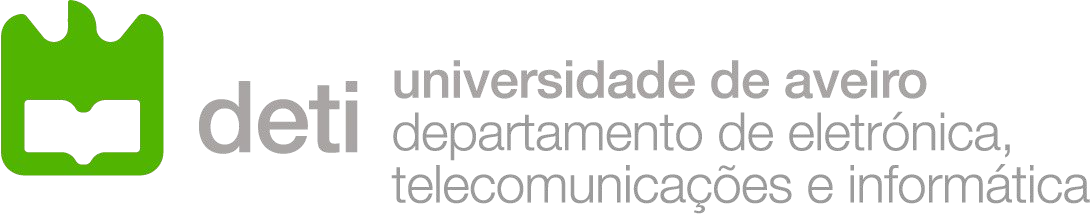 deti
universidade de aveiro
departamento de eletrónica,
telecomunicações e informática